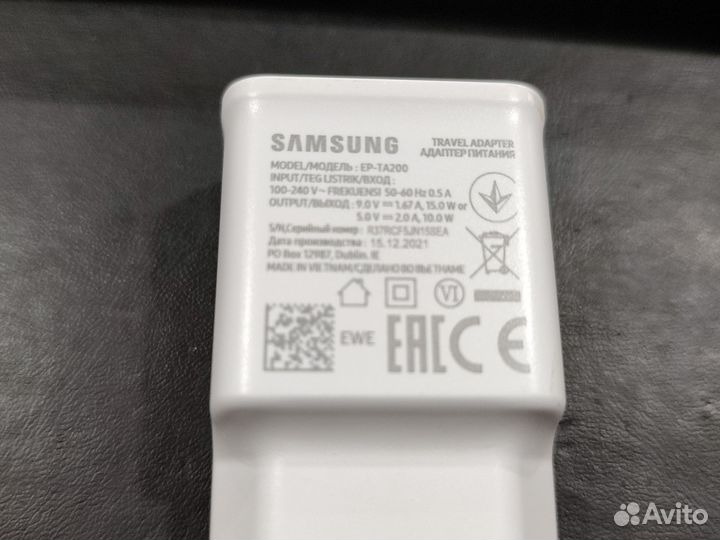 SAMSUNG
TRAVEL ADAPTER
АДАПТЕР ПИТАНИЯ
MODEL/МОДЕЛЬ : EP-TA200
INPUT/TEG LISTRIK/ВХОД :
100-240 V~ FREKUENSI 50-60 Hz 0.5 A
OUTPUT/ВЫХОД : 9.0 V ⎓ 1.67 A, 15.0 W or
5.0 V ⎓ 2.0 A, 10.0 W
S/N,Серийный номер : R37RCF5JN1SBEA
Дата производства : 15.12.2021
PO Box 12987, Dublin. IE
MADE IN VIETNAM/СДЕЛАНО ВО ВЬЕТНАМЕ
VI
EWE
EAC CE
Avito